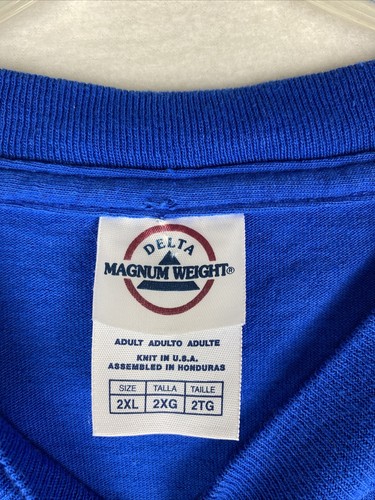 DELTA
MAGNUM WEIGHT®
ADULT ADULTO ADULTE
KNIT IN U.S.A.
ASSEMBLED IN HONDURAS
SIZE TALLA TAILLE
2XL 2XG 2TG